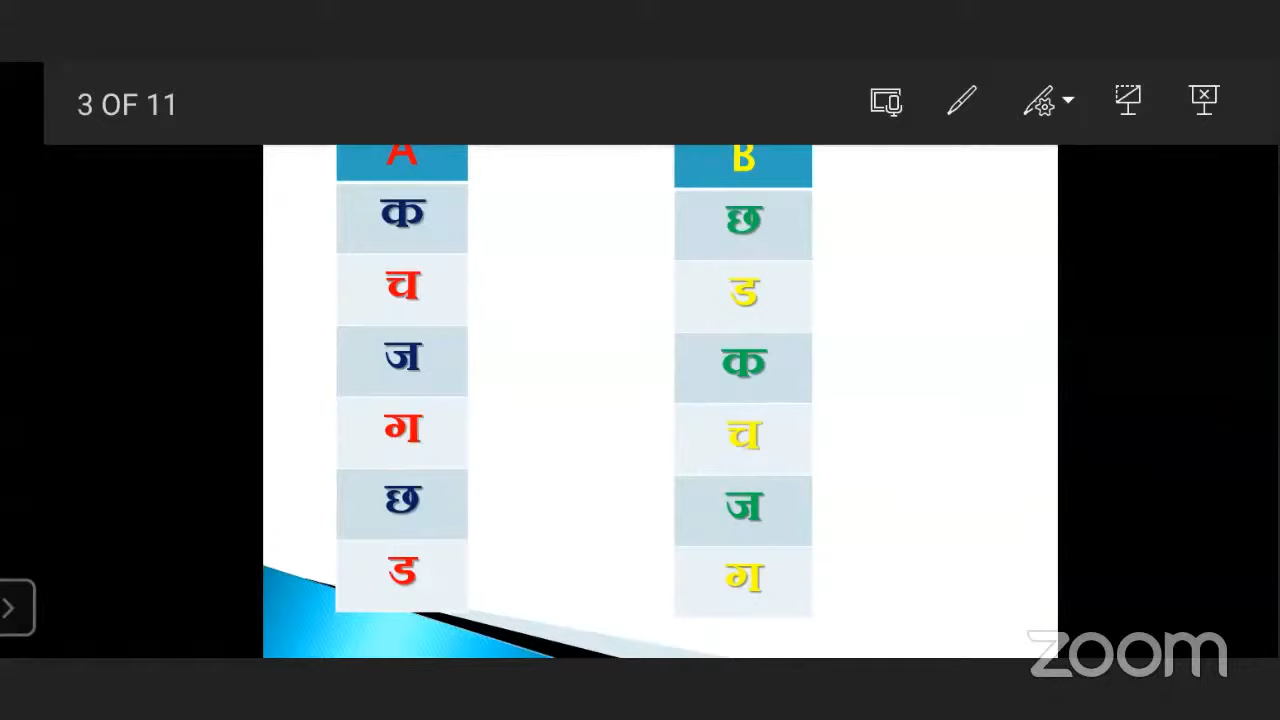 3 OF 11
A B
क छ
च ड
ज क
ग च
छ ज
ड ग
zoom